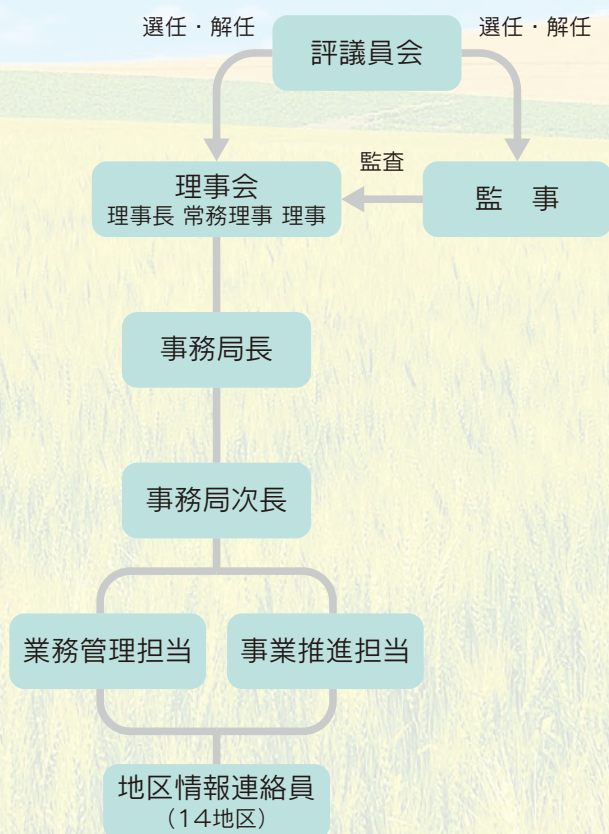 選任・解任
評議員会
選任・解任
理事会
理事長 常務理事 理事
監査
監　事
事務局長
事務局次長
業務管理担当
事業推進担当
地区情報連絡員
（14地区）